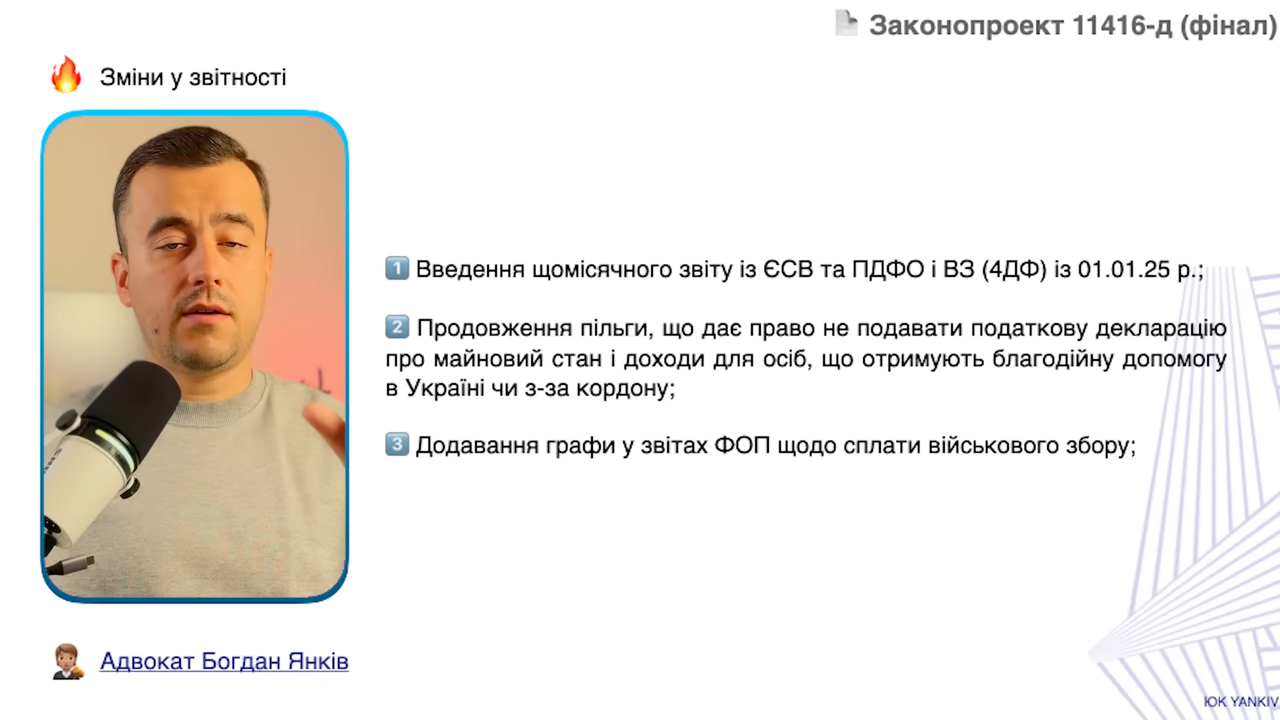 Законопроект 11416-д (фінал)
Зміни у звітності
1 Введення щомісячного звіту із ЄСВ та ПДФО і ВЗ (4ДФ) із 01.01.25 р.;
2 Продовження пільги, що дає право не подавати податкову декларацію
про майновий стан і доходи для осіб, що отримують благодійну допомогу
в Україні чи з-за кордону;
3 Додавання графи у звітах ФОП щодо сплати військового збору;
Адвокат Богдан Янків
ЮК YANKIV